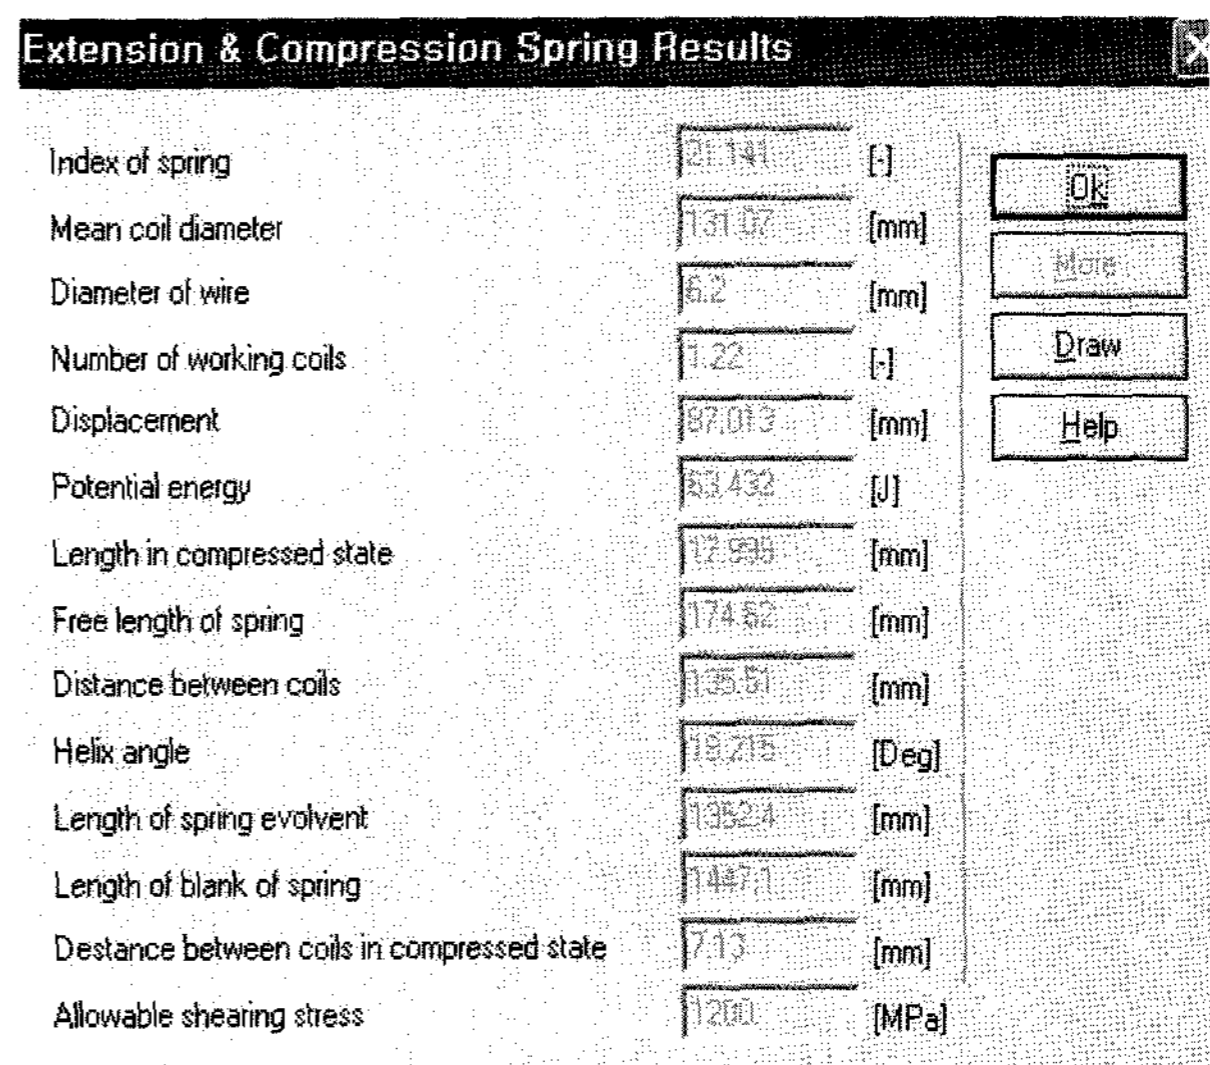 Extension & Compression Spring Results
Index of spring 21.141 [-]
Ok
Mean coil diameter 131.07 [mm]
More
Diameter of wire 6.2 [mm]
Number of working coils 1.22 [-]
Draw
Displacement 87.013 [mm]
Help
Potential energy [J]
Length in compressed state [mm]
Free length of spring [mm]
Distance between coils 135.51 [mm]
Helix angle [Deg]
Length of spring evolvent 1352.4 [mm]
Length of blank of spring 1447.1 [mm]
Destance between coils in compressed state 7.13 [mm]
Allowable shearing stress 1200 [MPa]